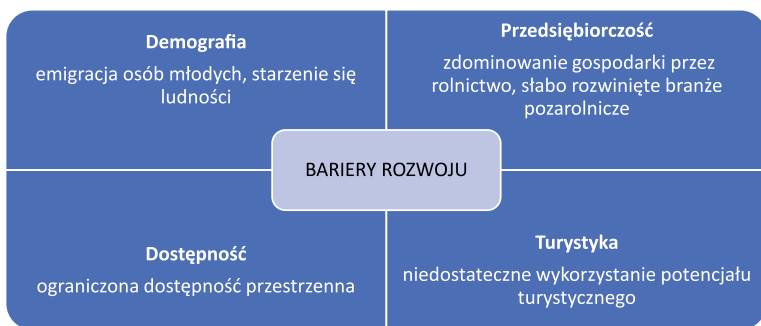 Demografia
emigracja osób młodych, starzenie się
ludności
Przedsiębiorczość
zdominowanie gospodarki przez
rolnictwo, słabo rozwinięte branże
pozarolnicze
BARIERY ROZWOJU
Dostępność
ograniczona dostępność przestrzenna
Turystyka
niedostateczne wykorzystanie potencjału
turystycznego